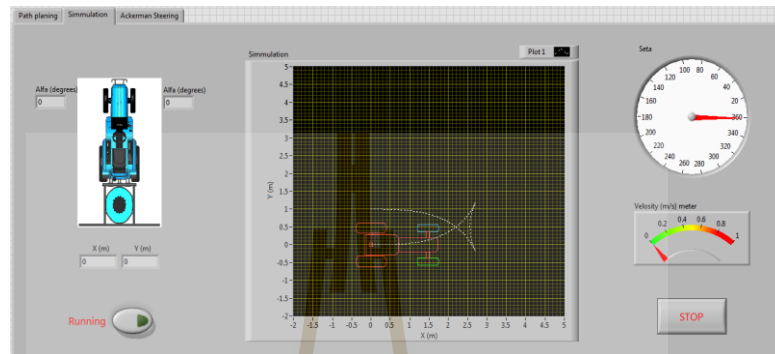 Path planing Simmulation Ackerman Steering
Simmulation
Plot 1
Seta
Alfa (degrees)
0
Alfa (degrees)
0
X (m)
0
Y (m)
0
Running
5
4.5
4
3.5
3
2.5
2
1.5
1
0.5
0
-0.5
-1
-1.5
-2
Y (m)
-2 -1.5 -1 -0.5 0 0.5 1 1.5 2 2.5 3 3.5 4 4.5 5
X (m)
120 100 80 60
140 40
160 20
180 360
200 340
220 320
240 260 280 300
Velosity (m/s) meter
0 0.2 0.4 0.6 0.8 1
STOP